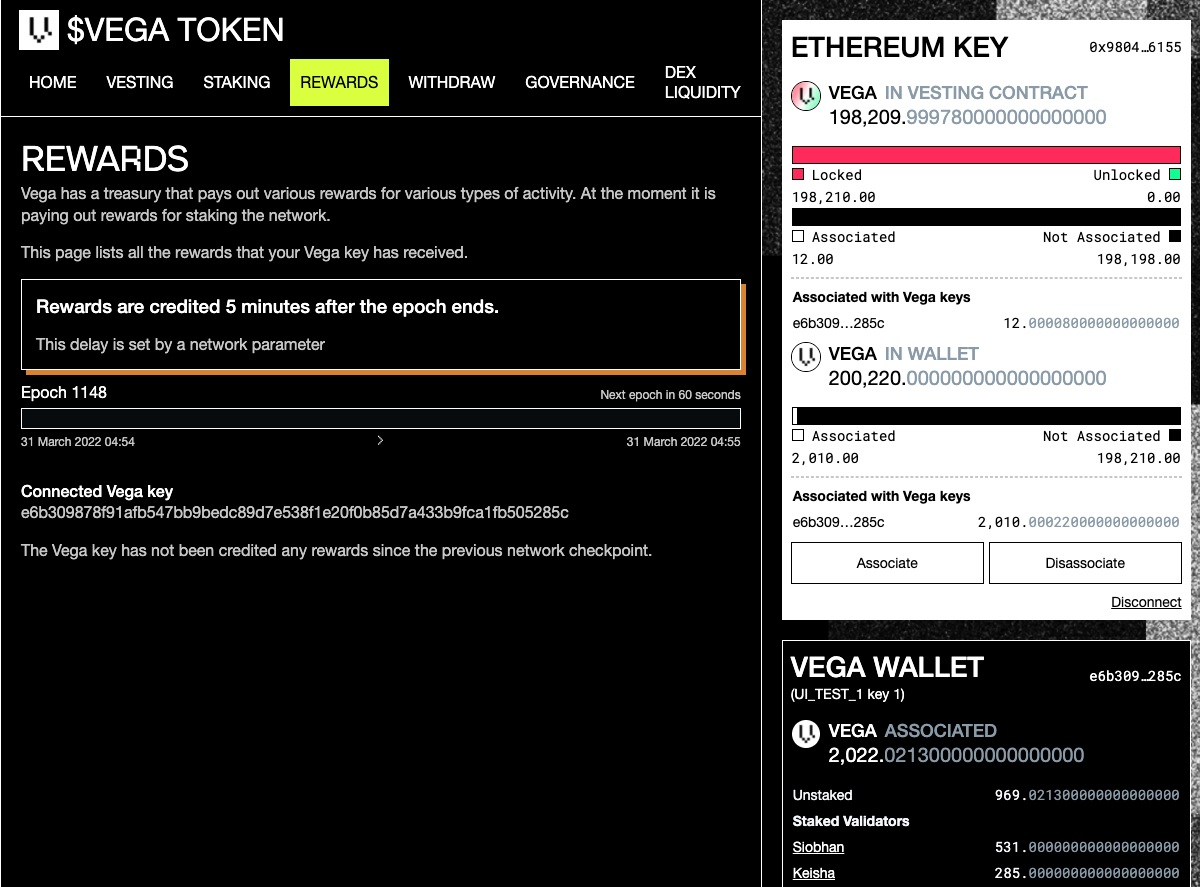 $VEGA TOKEN
HOME VESTING STAKING REWARDS WITHDRAW GOVERNANCE DEX LIQUIDITY
REWARDS
Vega has a treasury that pays out various rewards for various types of activity. At the moment it is
paying out rewards for staking the network.
This page lists all the rewards that your Vega key has received.
Rewards are credited 5 minutes after the epoch ends.
This delay is set by a network parameter
Epoch 1148 Next epoch in 60 seconds
31 March 2022 04:54 31 March 2022 04:55
Connected Vega key
e6b309878f91afb547bb9bedc89d7e538f1e20f0b85d7a433b9fca1fb505285c
The Vega key has not been credited any rewards since the previous network checkpoint.
ETHEREUM KEY 0x9804…6155
VEGA IN VESTING CONTRACT
198,209.999780000000000000
Locked Unlocked
198,210.00 0.00
Associated Not Associated
12.00 198,198.00
Associated with Vega keys
e6b309…285c 12.000080000000000000
VEGA IN WALLET
200,220.000000000000000000
Associated Not Associated
2,010.00 198,210.00
Associated with Vega keys
e6b309…285c 2,010.000220000000000000
Associate Disassociate
Disconnect
VEGA WALLET e6b309…285c
(UI_TEST_1 key 1)
VEGA ASSOCIATED
2,022.021300000000000000
Unstaked 969.021300000000000000
Staked Validators
Siobhan 531.000000000000000000
Keisha 285.000000000000000000